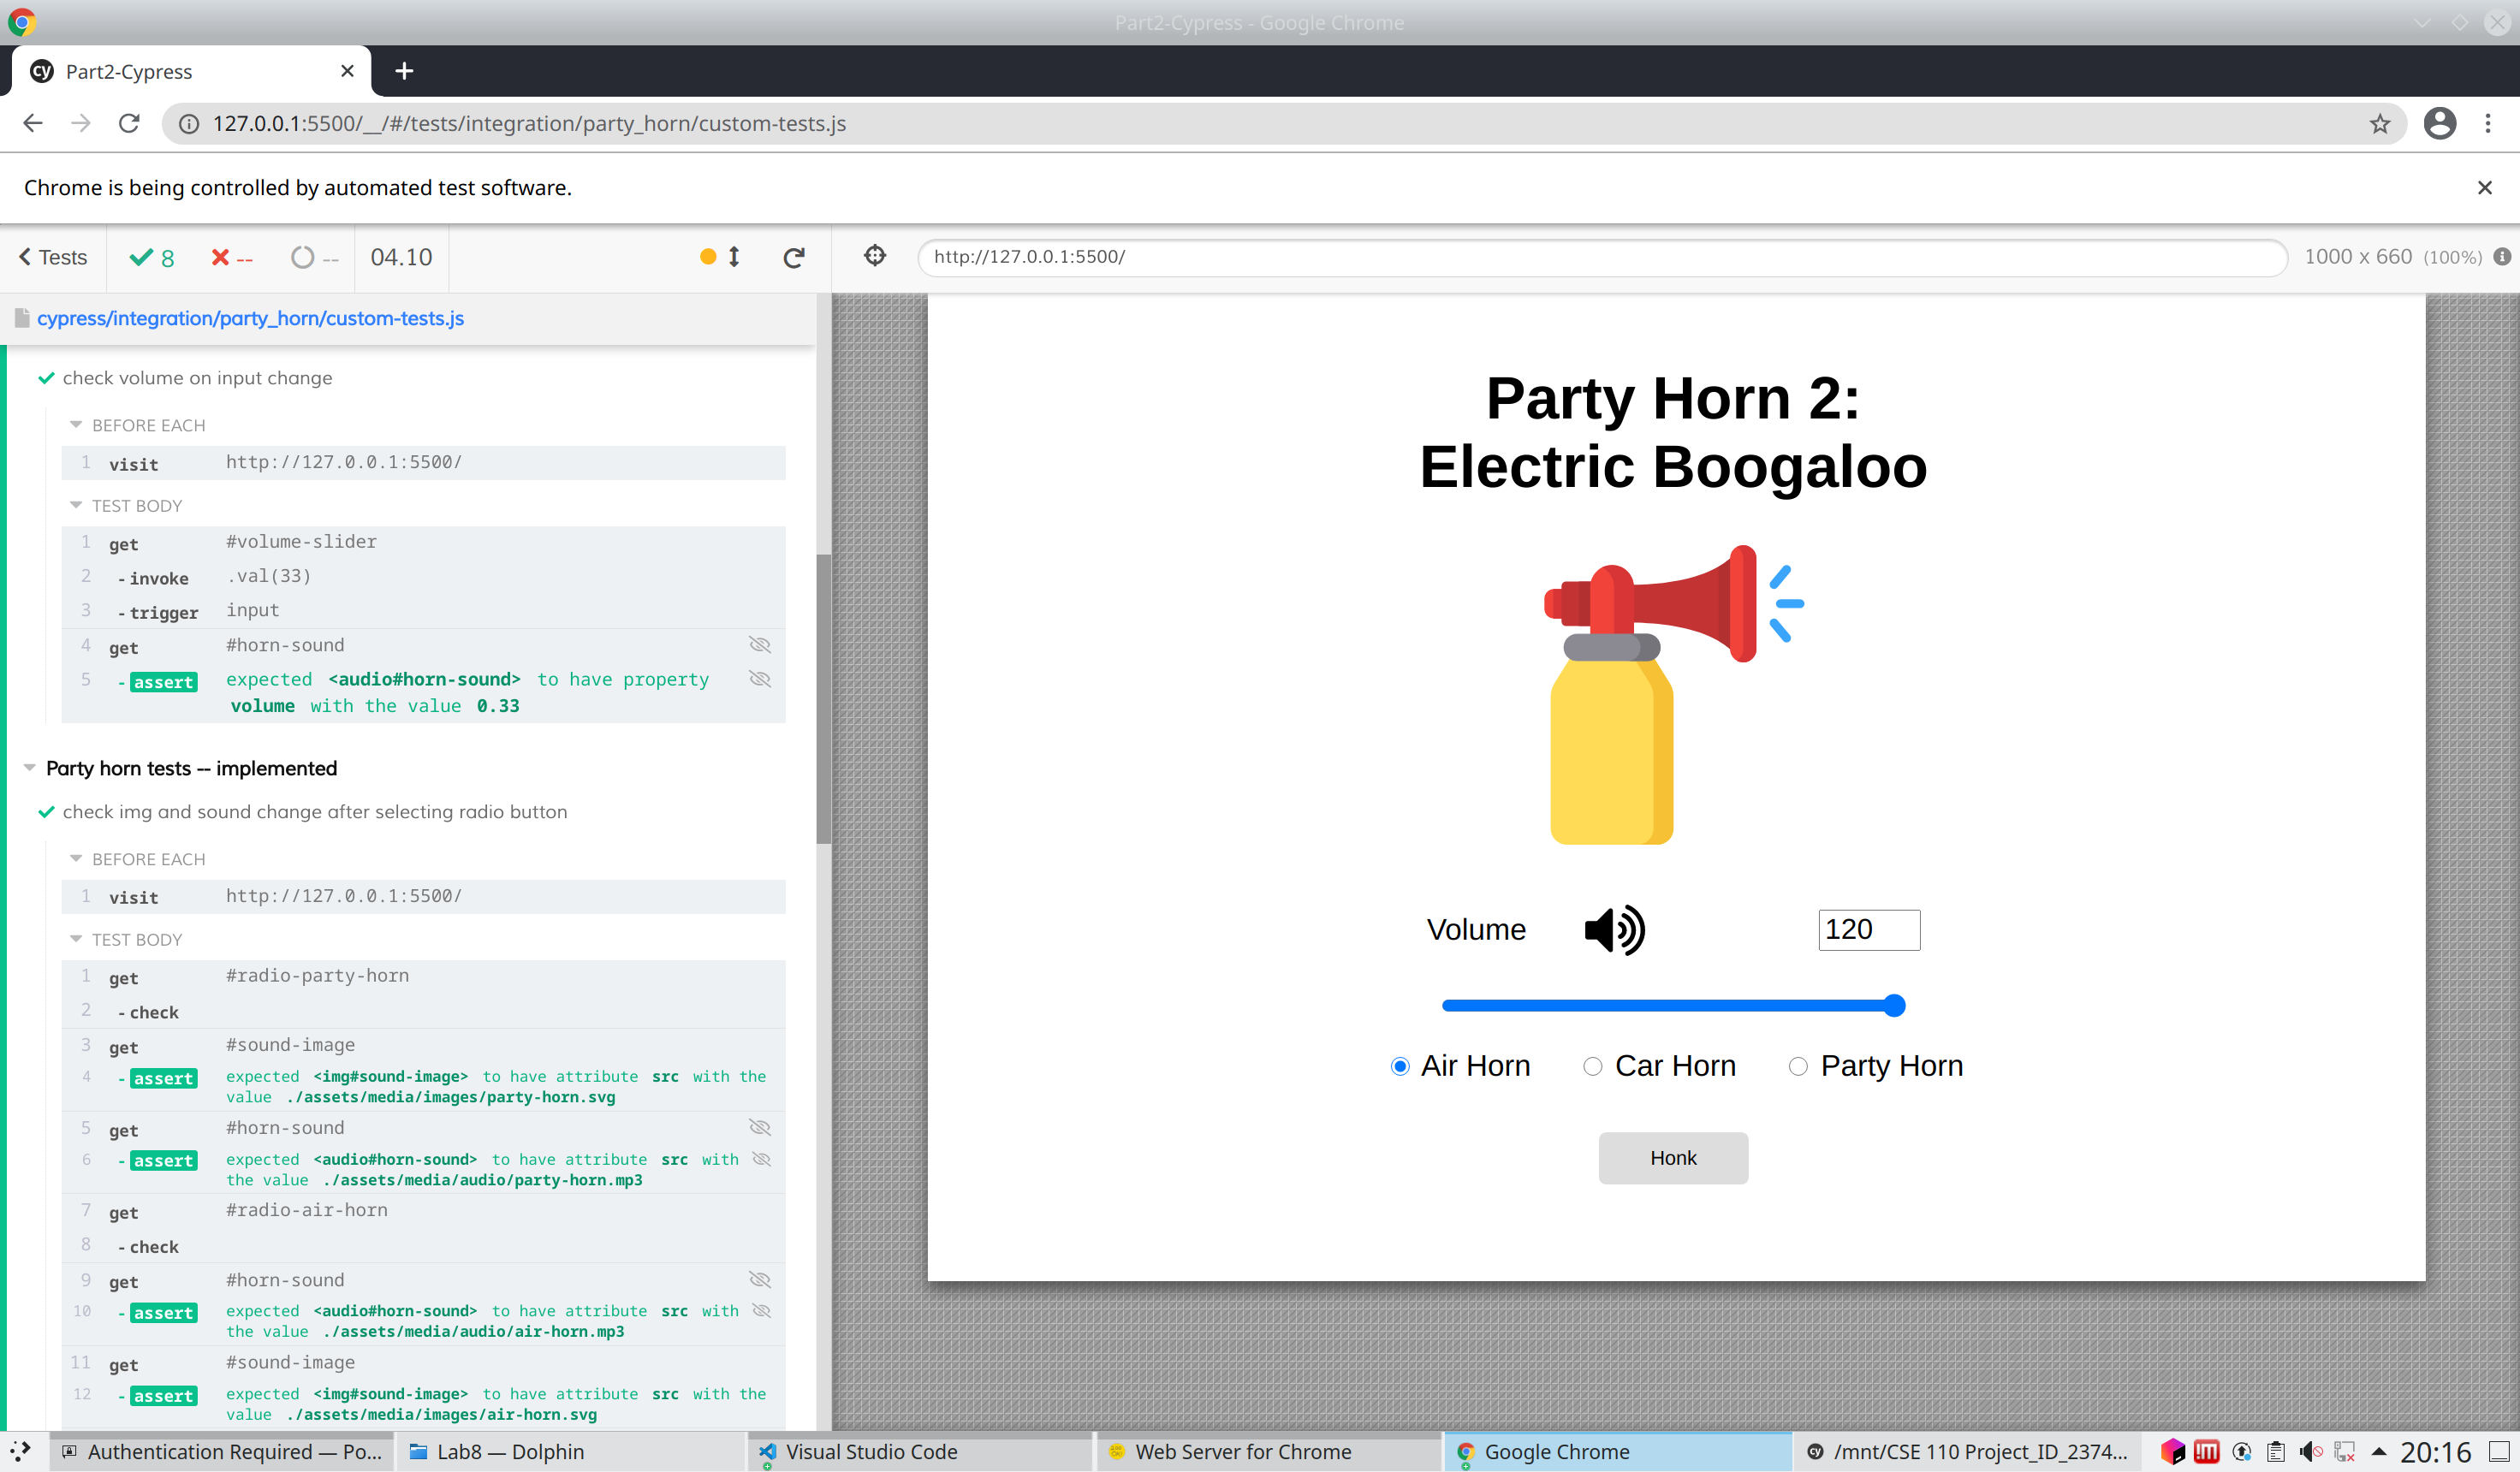 Part2-Cypress - Google Chrome
cy Part2-Cypress
127.0.0.1:5500/__/#/tests/integration/party_horn/custom-tests.js
Chrome is being controlled by automated test software.
Tests 8 -- -- 04.10
http://127.0.0.1:5500/ 1000 x 660 (100%)
cypress/integration/party_horn/custom-tests.js
check volume on input change
BEFORE EACH
1 visit http://127.0.0.1:5500/
TEST BODY
1 get #volume-slider
2 - invoke .val(33)
3 - trigger input
4 get #horn-sound
5 - assert expected <audio#horn-sound> to have property
volume with the value 0.33
Party horn tests -- implemented
check img and sound change after selecting radio button
BEFORE EACH
1 visit http://127.0.0.1:5500/
TEST BODY
1 get #radio-party-horn
2 - check
3 get #sound-image
4 - assert expected <img#sound-image> to have attribute src with the
value ./assets/media/images/party-horn.svg
5 get #horn-sound
6 - assert expected <audio#horn-sound> to have attribute src with
the value ./assets/media/audio/party-horn.mp3
7 get #radio-air-horn
8 - check
9 get #horn-sound
10 - assert expected <audio#horn-sound> to have attribute src with
the value ./assets/media/audio/air-horn.mp3
11 get #sound-image
12 - assert expected <img#sound-image> to have attribute src with the
value ./assets/media/images/air-horn.svg
Party Horn 2:
Electric Boogaloo
Volume 120
Air Horn Car Horn Party Horn
Honk
Authentication Required — Po... Lab8 — Dolphin Visual Studio Code Web Server for Chrome Google Chrome cy /mnt/CSE 110 Project_ID_2374... 20:16